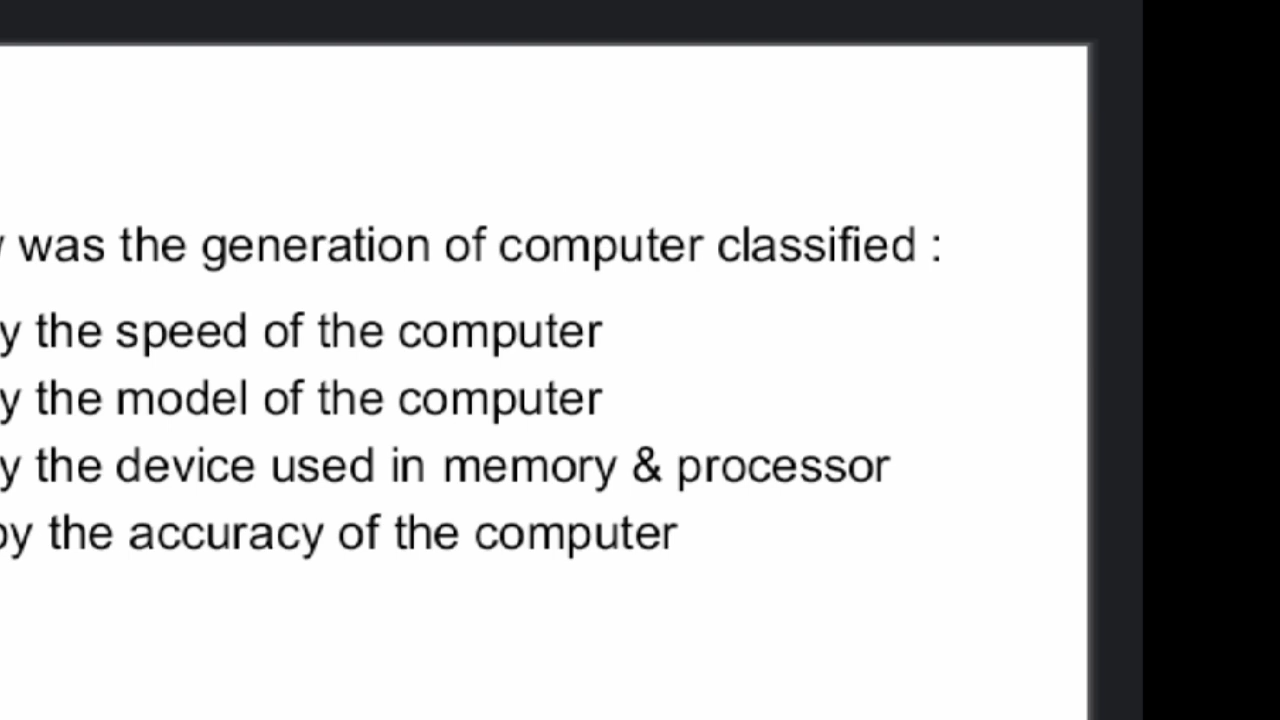 was the generation of computer classified :
y the speed of the computer
y the model of the computer
y the device used in memory & processor
by the accuracy of the computer